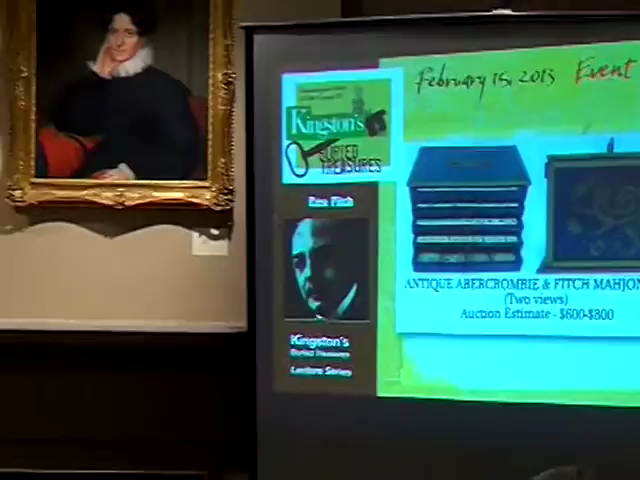 February 15, 2013 Event
Kingston's
BURIED
TREASURES
Ezra Fitch
ANTIQUE ABERCROMBIE & FITCH MAHJON
(Two views)
Auction Estimate - $600-$800
Kingston's
Buried Treasures
Lecture Series